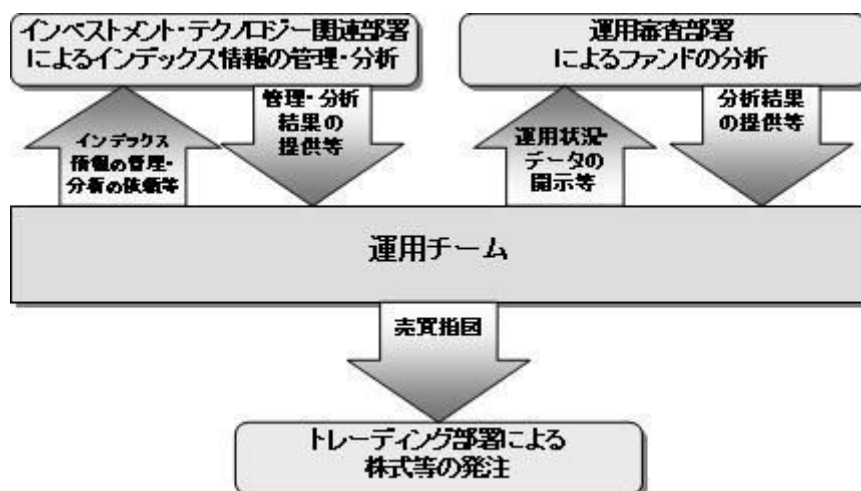 インベストメント・テクノロジー関連部署
によるインデックス情報の管理・分析
運用審査部署
によるファンドの分析
インデックス
情報の管理・
分析の依頼等
管理・分析
結果の
提供等
運用状況・
データの
開示等
分析結果
の提供等
運用チーム
売買指図
トレーディング部署による
株式等の発注